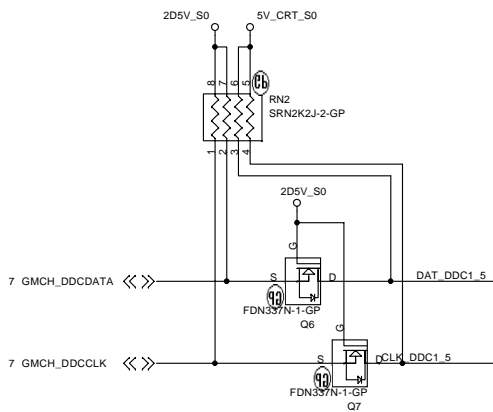 2D5V_S0
5V_CRT_S0
8
7
6
5
RN2
SRN2K2J-2-GP
1
2
3
4
2D5V_S0
G
7 GMCH_DDCDATA
S
D
DAT_DDC1_5
FDN337N-1-GP
Q6
G
7 GMCH_DDCCLK
S
D
CLK_DDC1_5
FDN337N-1-GP
Q7